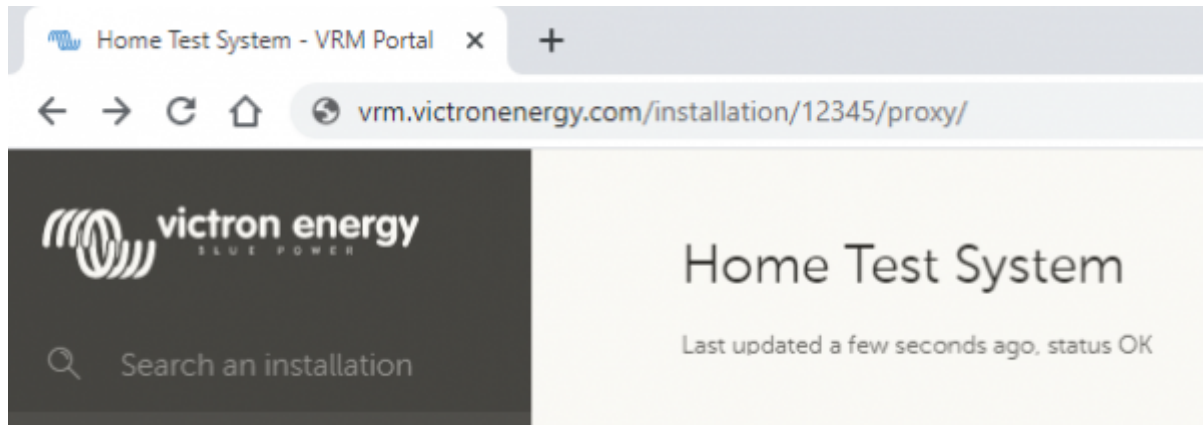 Home Test System - VRM Portal
vrm.victronenergy.com/installation/12345/proxy/
victron energy
BLUE POWER
Home Test System
Last updated a few seconds ago, status OK
Search an installation